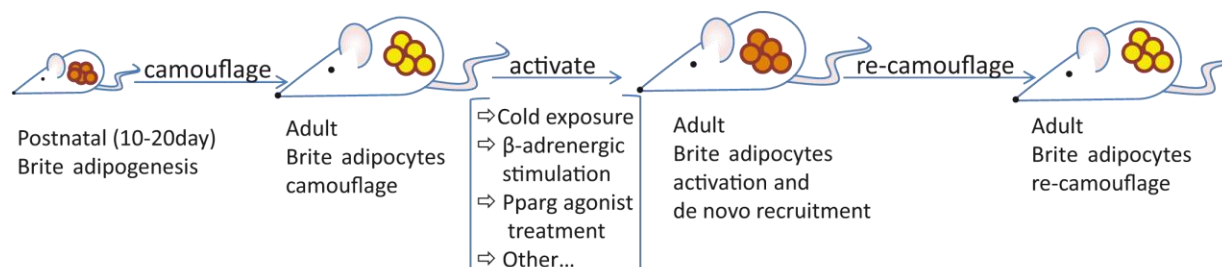 camouflage
activate
re-camouflage
Postnatal (10-20day)
Brite adipogenesis
Adult
Brite adipocytes
camouflage
⇨Cold exposure
⇨ β-adrenergic
stimulation
⇨ Pparg agonist
treatment
⇨ Other...
Adult
Brite adipocytes
activation and
de novo recruitment
Adult
Brite adipocytes
re-camouflage